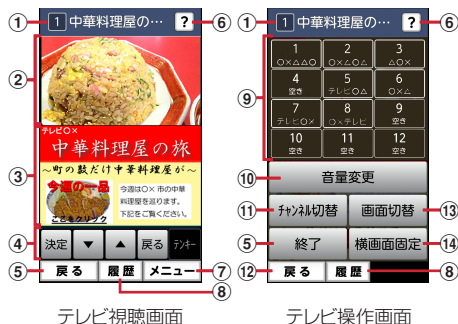 ① 1 中華料理屋の… ? ⑥
②
テレビ○×
中華料理屋の旅
～町の数だけ中華料理屋が～
③
今週の一品
今週は○× 市の中華
料理屋を巡ります。
下記をご覧ください。
ここをクリック
④ 決定 ▼ ▲ 戻る テンキー
⑤ 戻る 履歴 メニュー ⑦
⑧
テレビ視聴画面
① 1 中華料理屋の… ? ⑥
⑨
1 2 3
○×△△○ ○×△○△ △○×
4 5 6
空き テレビ○△ ○×△
7 8 9
テレビ○× ○×テレビ 空き
10 11 12
空き 空き 空き
⑩ 音量変更
⑪ チャンネル切替 画面切替 ⑬
⑤ 終了 横画面固定 ⑭
⑫ 戻る 履歴 ⑧
テレビ操作画面